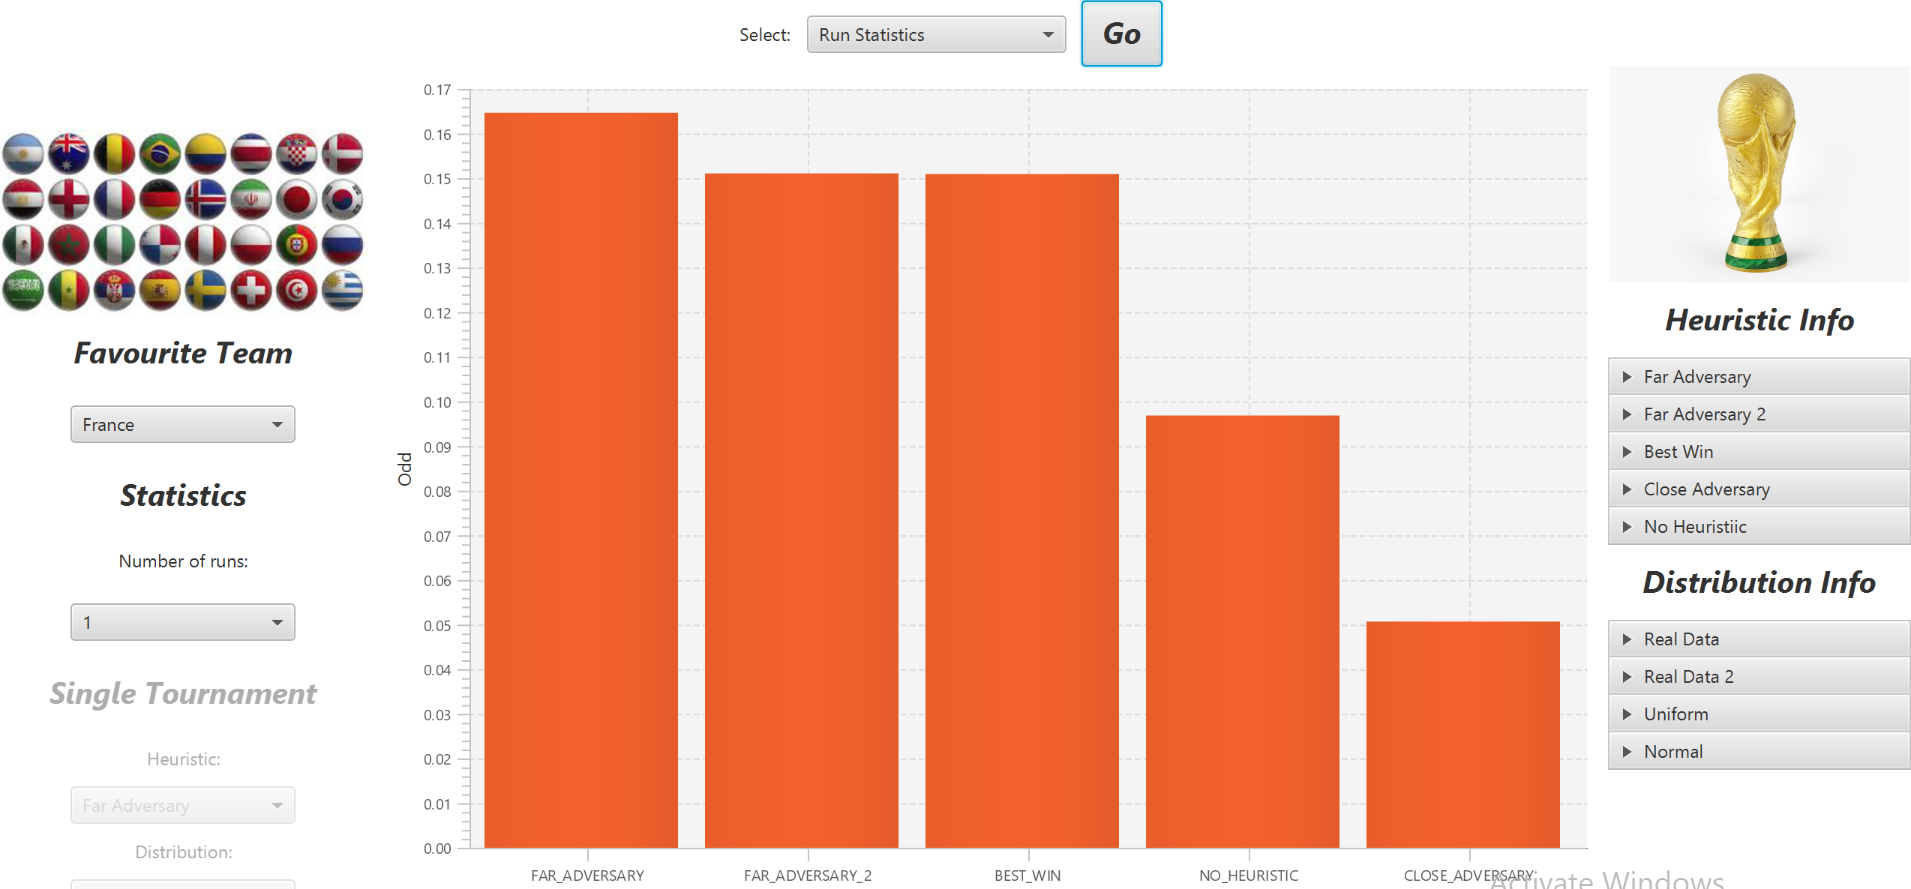 Select:
Run Statistics
Go
Favourite Team
France
Statistics
Number of runs:
1
Single Tournament
Heuristic:
Far Adversary
Distribution:
0.17
0.16
0.15
0.14
0.13
0.12
0.11
0.10
0.09
0.08
0.07
0.06
0.05
0.04
0.03
0.02
0.01
0.00
Odd
FAR_ADVERSARY
FAR_ADVERSARY_2
BEST_WIN
NO_HEURISTIC
CLOSE_ADVERSARY
Heuristic Info
Far Adversary
Far Adversary 2
Best Win
Close Adversary
No Heuristiic
Distribution Info
Real Data
Real Data 2
Uniform
Normal
Activate Windows